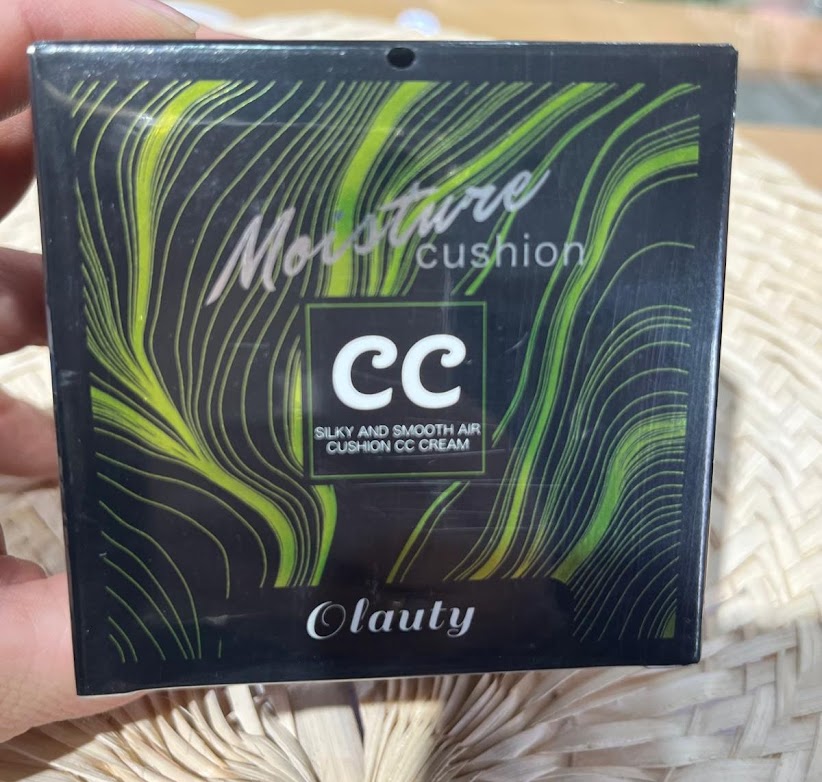 Moisture
cushion
CC
SILKY AND SMOOTH AIR
CUSHION CC CREAM
Olauty